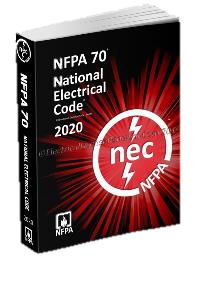 NFPA 70®
National
Electrical
Code®
2020
nec®
NFPA
NFPA 70®
NATIONAL ELECTRICAL CODE®
2020
NFPA